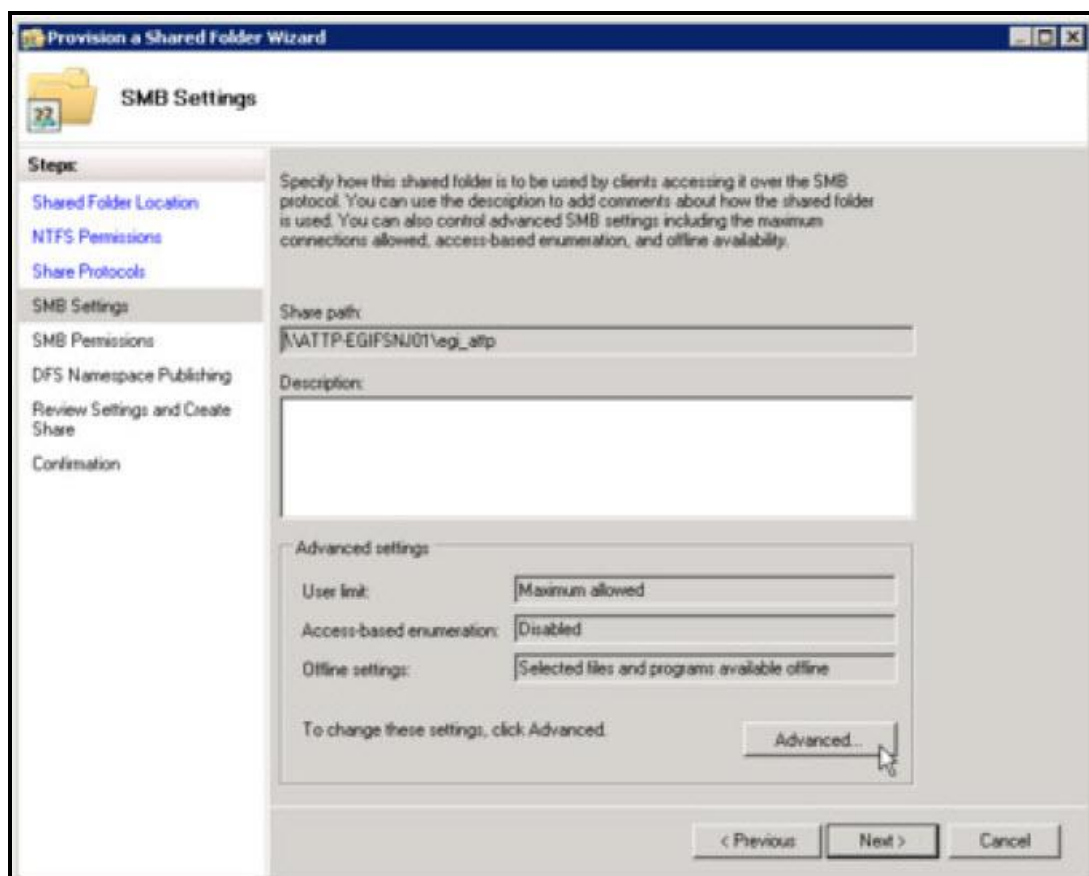 Provision a Shared Folder Wizard
SMB Settings
Steps:
Shared Folder Location
NTFS Permissions
Share Protocols
SMB Settings
SMB Permissions
DFS Namespace Publishing
Review Settings and Create
Share
Confirmation
Specify how this shared folder is to be used by clients accessing it over the SMB
protocol. You can use the description to add comments about how the shared folder
is used. You can also control advanced SMB settings including the maximum
connections allowed, access-based enumeration, and offline availability.
Share path:
\\ATTP-EGIFSNJ01\egi_attp
Description:
Advanced settings
User limit: Maximum allowed
Access-based enumeration: Disabled
Offline settings: Selected files and programs available offline
To change these settings, click Advanced.
Advanced...
< Previous Next > Cancel